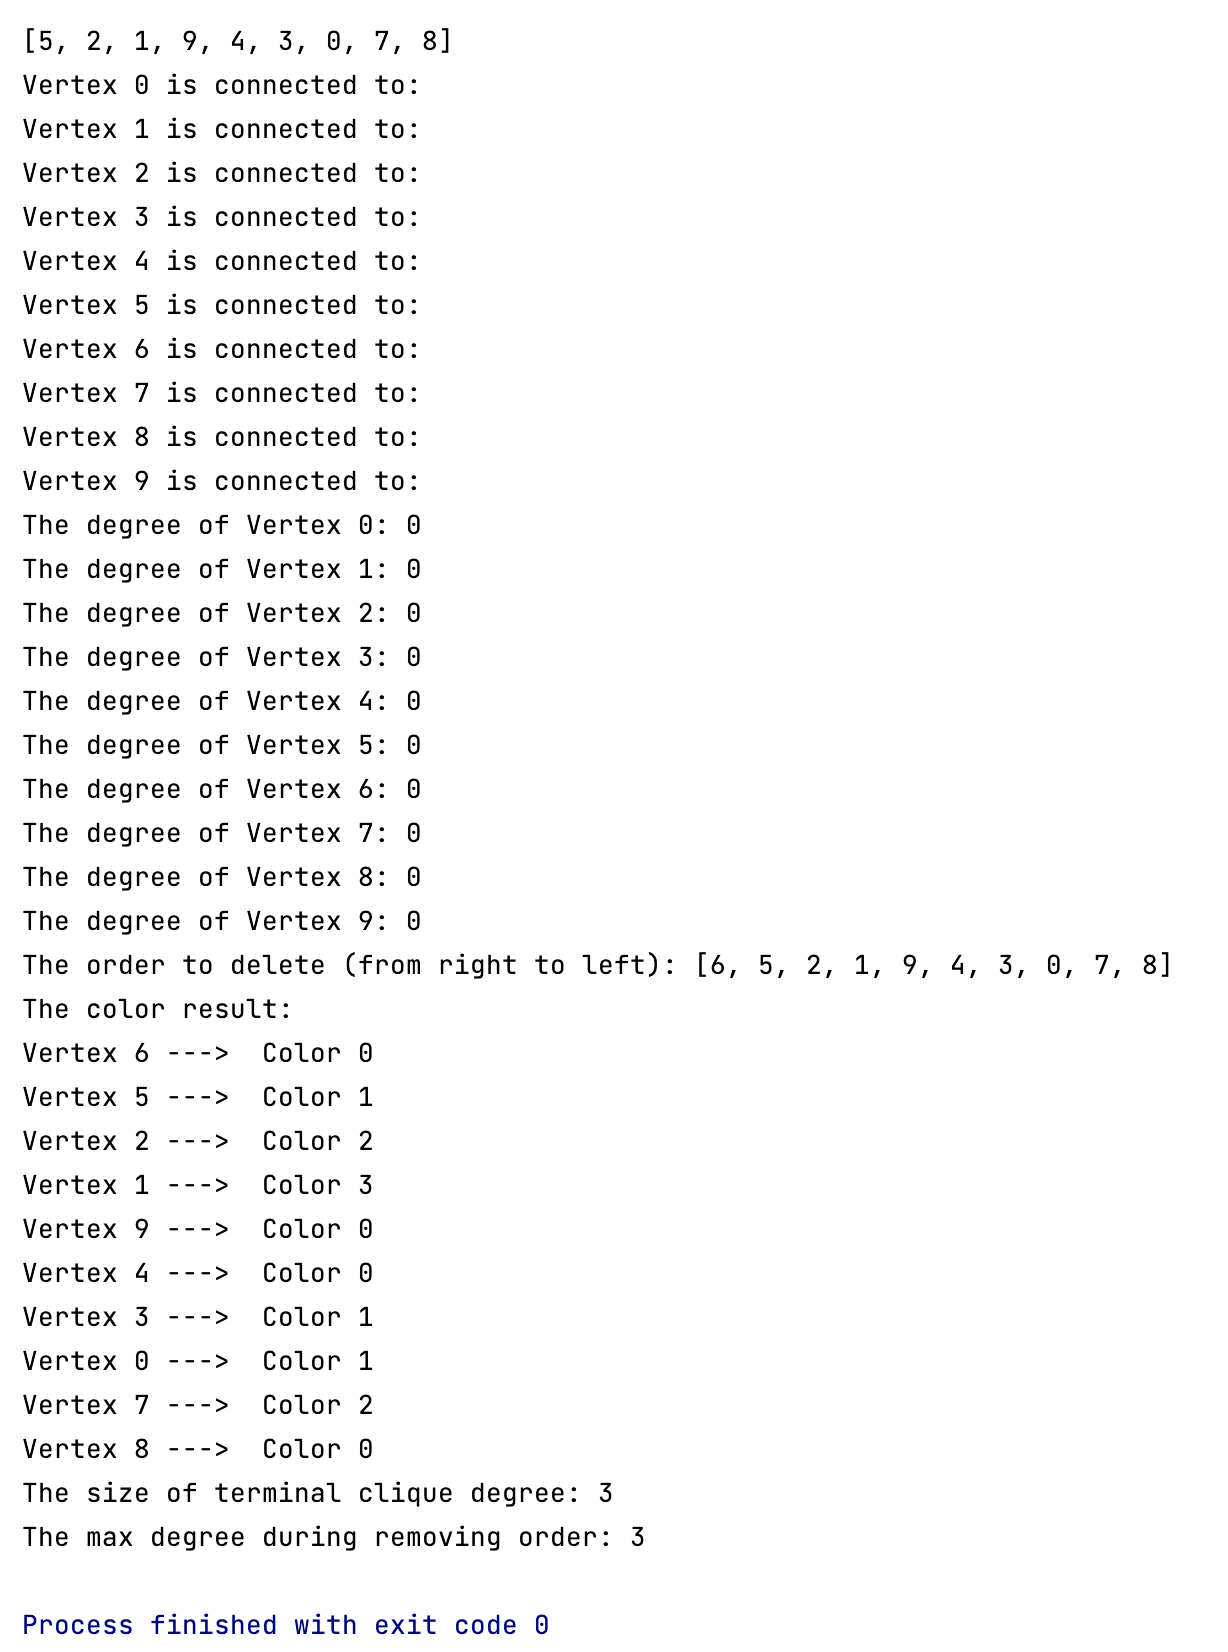 [5, 2, 1, 9, 4, 3, 0, 7, 8]
Vertex 0 is connected to:
Vertex 1 is connected to:
Vertex 2 is connected to:
Vertex 3 is connected to:
Vertex 4 is connected to:
Vertex 5 is connected to:
Vertex 6 is connected to:
Vertex 7 is connected to:
Vertex 8 is connected to:
Vertex 9 is connected to:
The degree of Vertex 0: 0
The degree of Vertex 1: 0
The degree of Vertex 2: 0
The degree of Vertex 3: 0
The degree of Vertex 4: 0
The degree of Vertex 5: 0
The degree of Vertex 6: 0
The degree of Vertex 7: 0
The degree of Vertex 8: 0
The degree of Vertex 9: 0
The order to delete (from right to left): [6, 5, 2, 1, 9, 4, 3, 0, 7, 8]
The color result:
Vertex 6 --->  Color 0
Vertex 5 --->  Color 1
Vertex 2 --->  Color 2
Vertex 1 --->  Color 3
Vertex 9 --->  Color 0
Vertex 4 --->  Color 0
Vertex 3 --->  Color 1
Vertex 0 --->  Color 1
Vertex 7 --->  Color 2
Vertex 8 --->  Color 0
The size of terminal clique degree: 3
The max degree during removing order: 3
Process finished with exit code 0